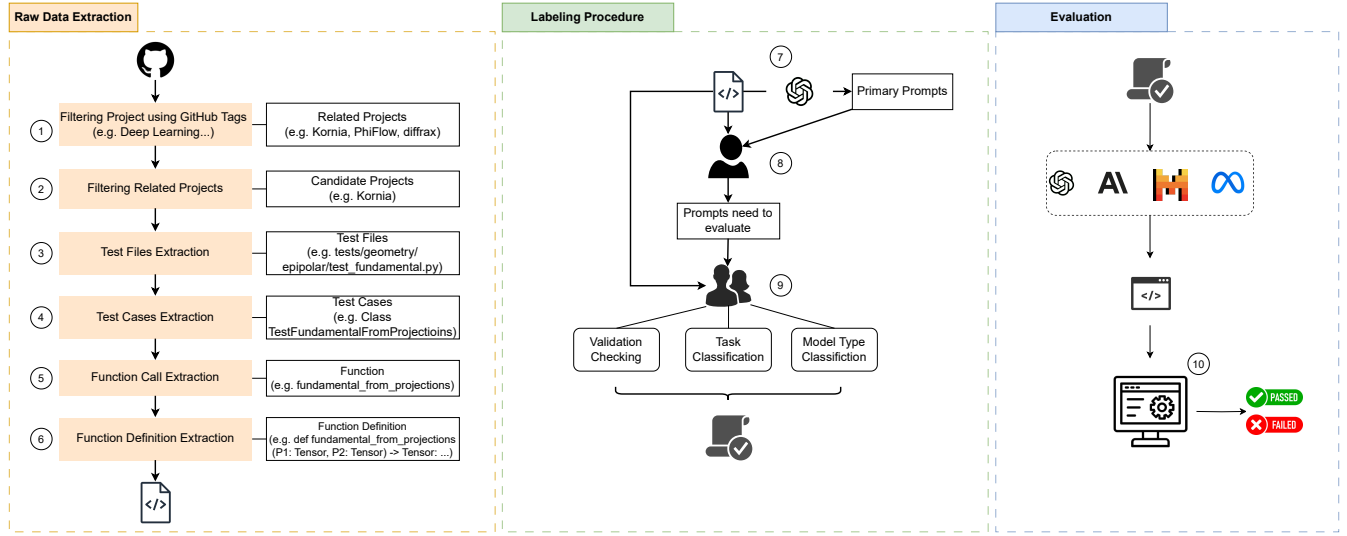 Raw Data Extraction
1
Filtering Project using GitHub Tags
(e.g. Deep Learning...)
Related Projects
(e.g. Kornia, PhiFlow, diffrax)
2
Filtering Related Projects
Candidate Projects
(e.g. Kornia)
3
Test Files Extraction
Test Files
(e.g. tests/geometry/
epipolar/test_fundamental.py)
4
Test Cases Extraction
Test Cases
(e.g. Class
TestFundamentalFromProjectioins)
5
Function Call Extraction
Function
(e.g. fundamental_from_projections)
6
Function Definition Extraction
Function Definition
(e.g. def fundamental_from_projections
(P1: Tensor, P2: Tensor) -> Tensor: ...)
</>
Labeling Procedure
7
</>
Primary Prompts
8
Prompts need to
evaluate
9
Validation
Checking
Task
Classification
Model Type
Classifiction
Evaluation
A\
</>
10
PASSED
FAILED